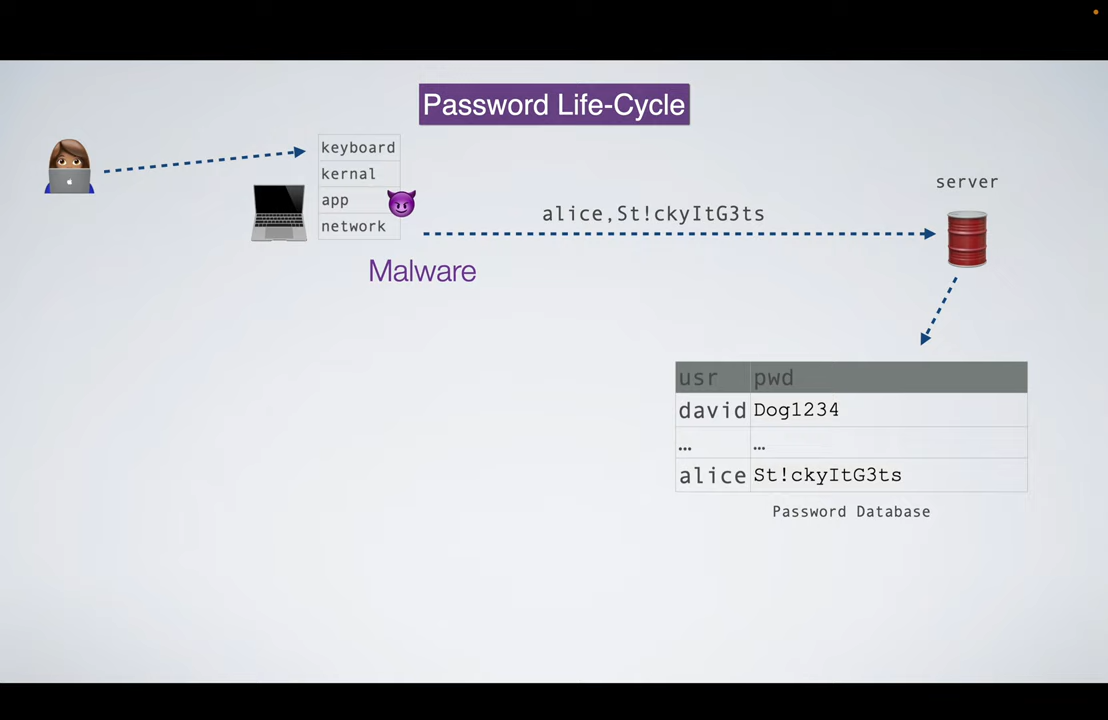 Password Life-Cycle
keyboard
kernal
app
network
Malware
alice,St!ckyItG3ts
server
usr pwd
david Dog1234
… …
alice St!ckyItG3ts
Password Database